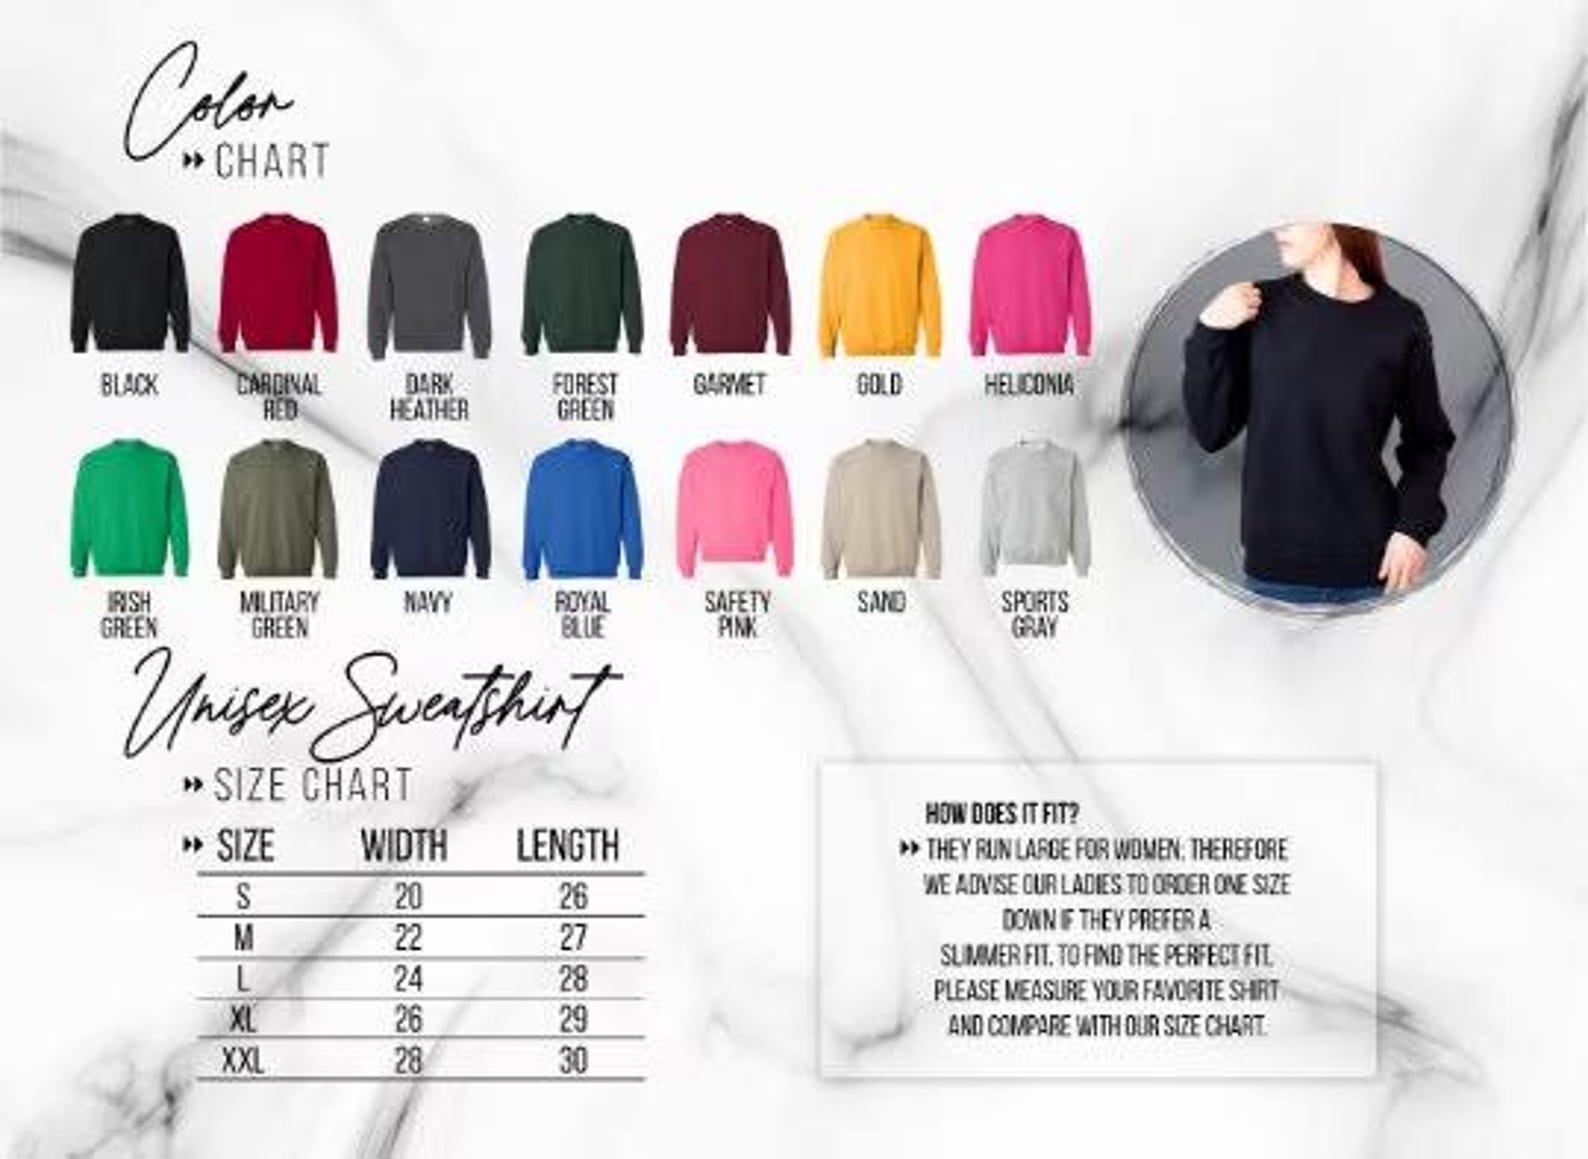 Color
CHART
BLACK
CARDINAL
RED
DARK
HEATHER
FOREST
GREEN
GARMET
GOLD
HELICONIA
IRISH
GREEN
MILITARY
GREEN
NAVY
ROYAL
BLUE
SAFETY
PINK
SAND
SPORTS
GRAY
Unisex Sweatshirt
SIZE CHART
SIZE WIDTH LENGTH
S 20 26
M 22 27
L 24 28
XL 26 29
XXL 28 30
HOW DOES IT FIT?
THEY RUN LARGE FOR WOMEN. THEREFORE
WE ADVISE OUR LADIES TO ORDER ONE SIZE
DOWN IF THEY PREFER A
SLIMMER FIT. TO FIND THE PERFECT FIT.
PLEASE MEASURE YOUR FAVORITE SHIRT
AND COMPARE WITH OUR SIZE CHART.